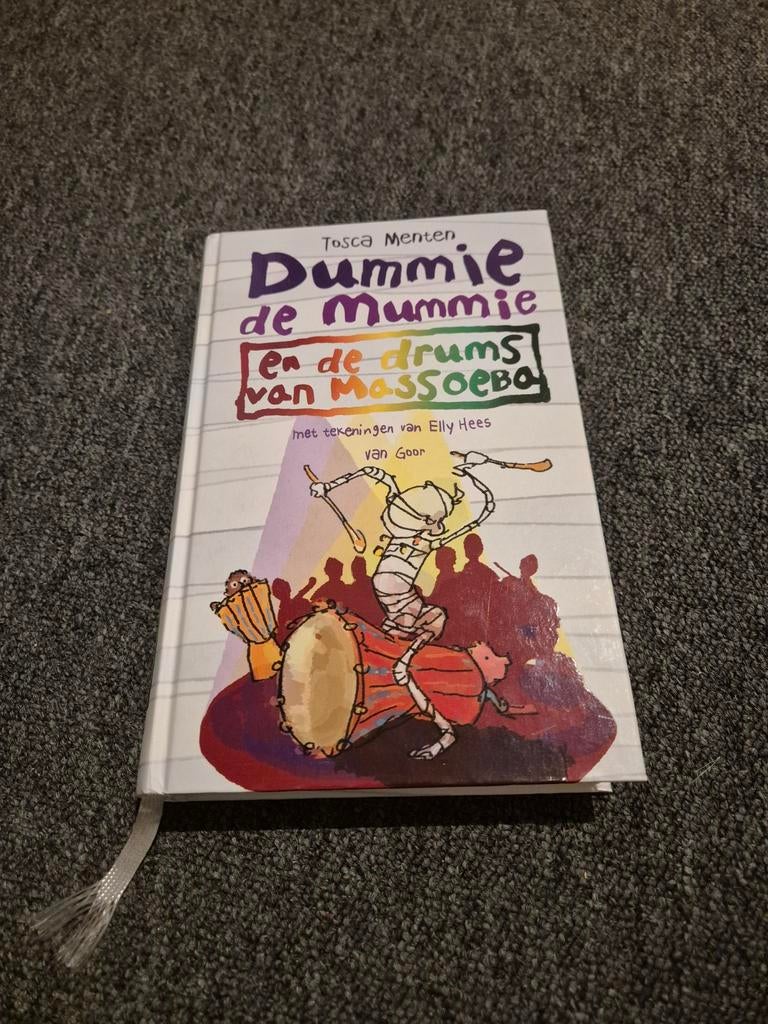 Tosca Menten
Dummie
de Mummie
en de drums
van Massoeba
met tekeningen van Elly Hees
van Goor